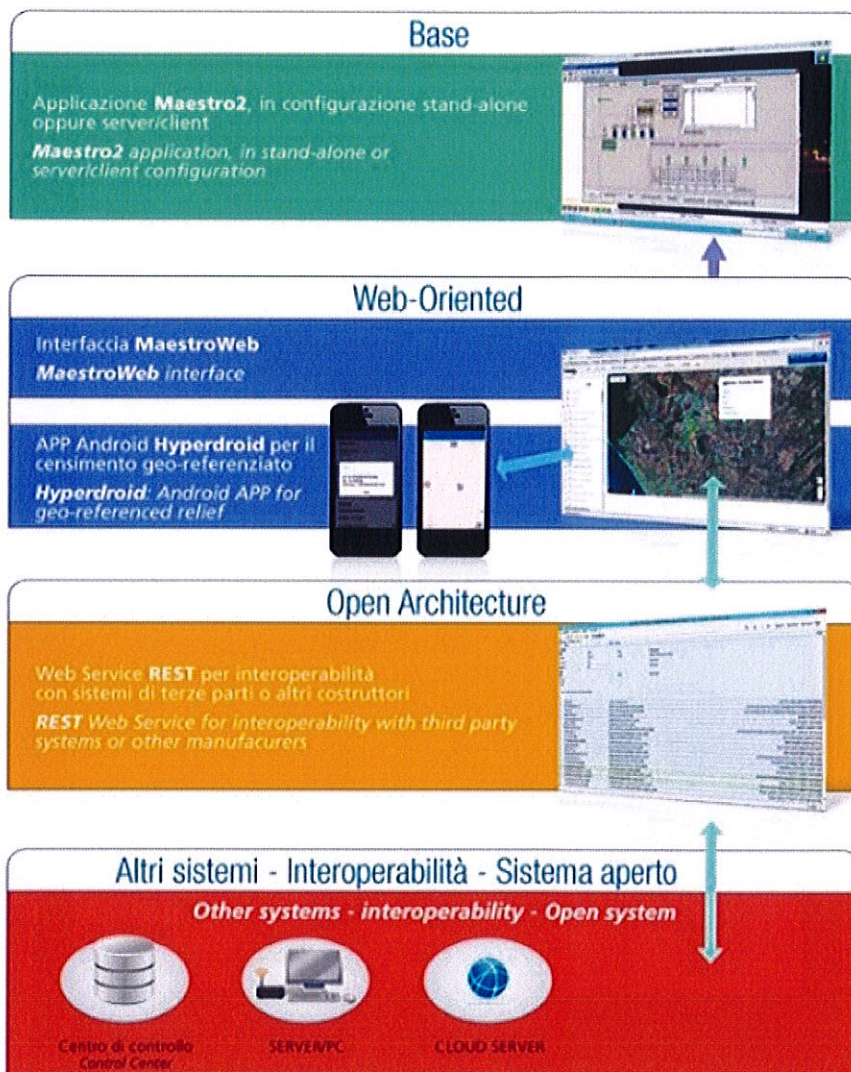 Base
Applicazione Maestro2, in configurazione stand-alone
oppure server/client
Maestro2 application, in stand-alone or
server/client configuration
Web-Oriented
Interfaccia MaestroWeb
MaestroWeb interface
APP Android Hyperdroid per il
censimento geo-referenziato
Hyperdroid: Android APP for
geo-referenced relief
Open Architecture
Web Service REST per interoperabilità
con sistemi di terze parti o altri costruttori
REST Web Service for interoperability with third party
systems or other manufacurers
Altri sistemi - Interoperabilità - Sistema aperto
Other systems - interoperability - Open system
Centro di controllo
Control Center
SERVER/PC
CLOUD SERVER